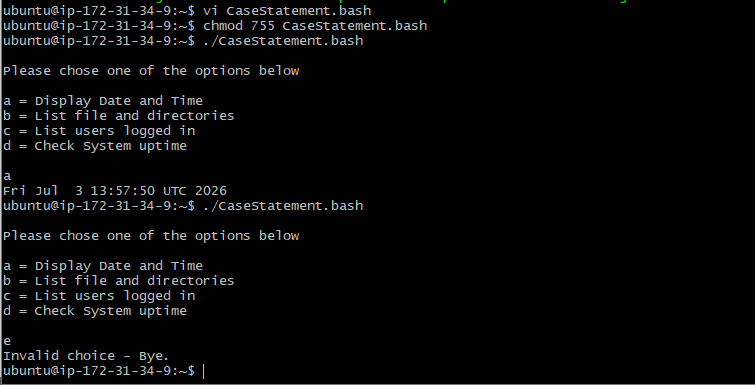 ubuntu@ip-172-31-34-9:~$ vi CaseStatement.bash
ubuntu@ip-172-31-34-9:~$ chmod 755 CaseStatement.bash
ubuntu@ip-172-31-34-9:~$ ./CaseStatement.bash
Please chose one of the options below
a = Display Date and Time
b = List file and directories
c = List users logged in
d = Check System uptime
a
Fri Jul  3 13:57:50 UTC 2026
ubuntu@ip-172-31-34-9:~$ ./CaseStatement.bash
Please chose one of the options below
a = Display Date and Time
b = List file and directories
c = List users logged in
d = Check System uptime
e
Invalid choice - Bye.
ubuntu@ip-172-31-34-9:~$